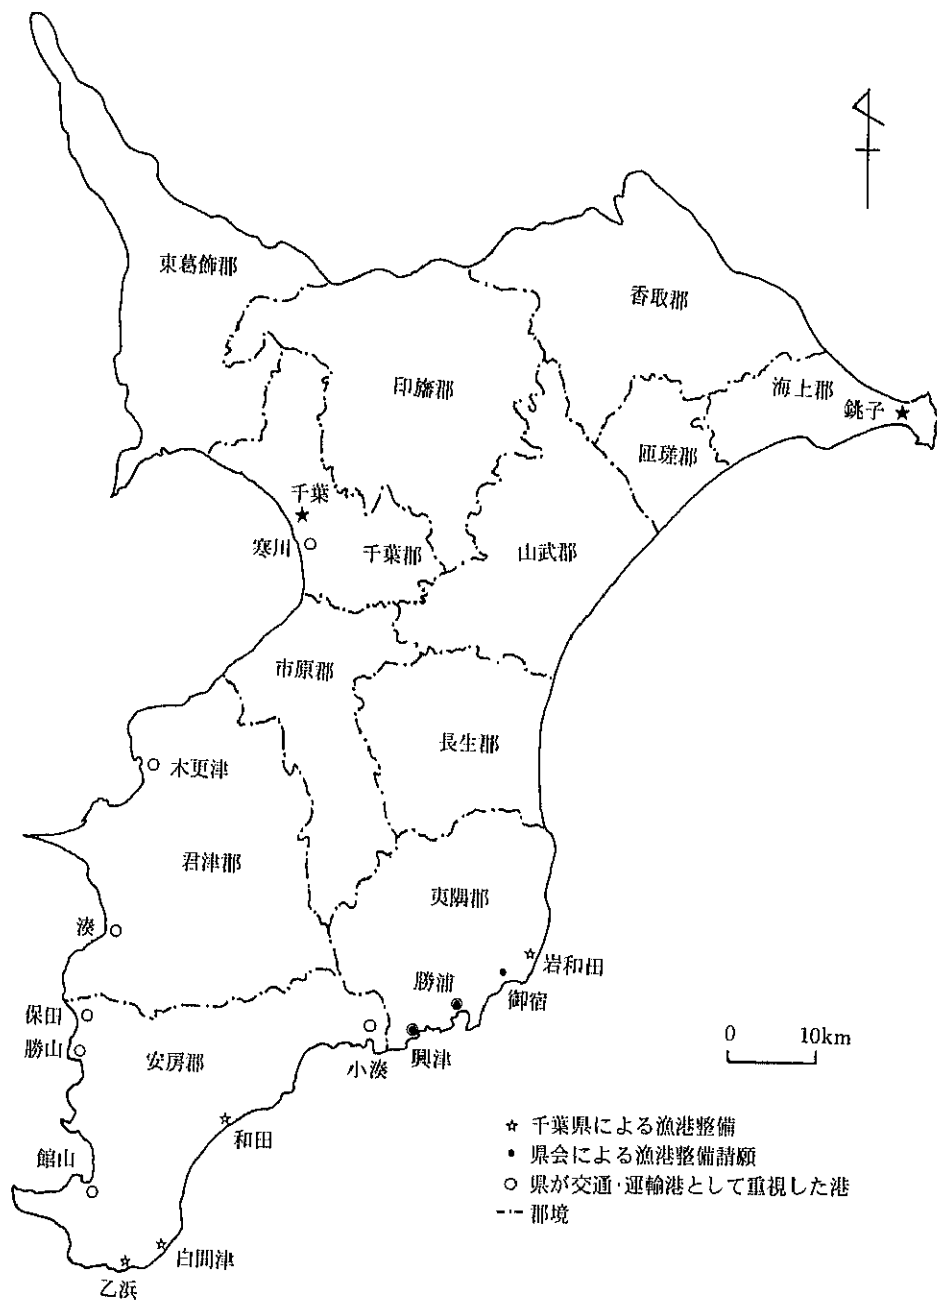 東葛飾郡
香取郡
印旛郡
海上郡
銚子
匝瑳郡
千葉
寒川
千葉郡
山武郡
市原郡
長生郡
木更津
君津郡
夷隅郡
湊
岩和田
勝浦
御宿
保田
勝山
安房郡
小湊
興津
0 10km
和田
館山
白間津
乙浜
☆ 千葉県による漁港整備
• 県会による漁港整備請願
○ 県が交通・運輸港として重視した港
-・- 郡境